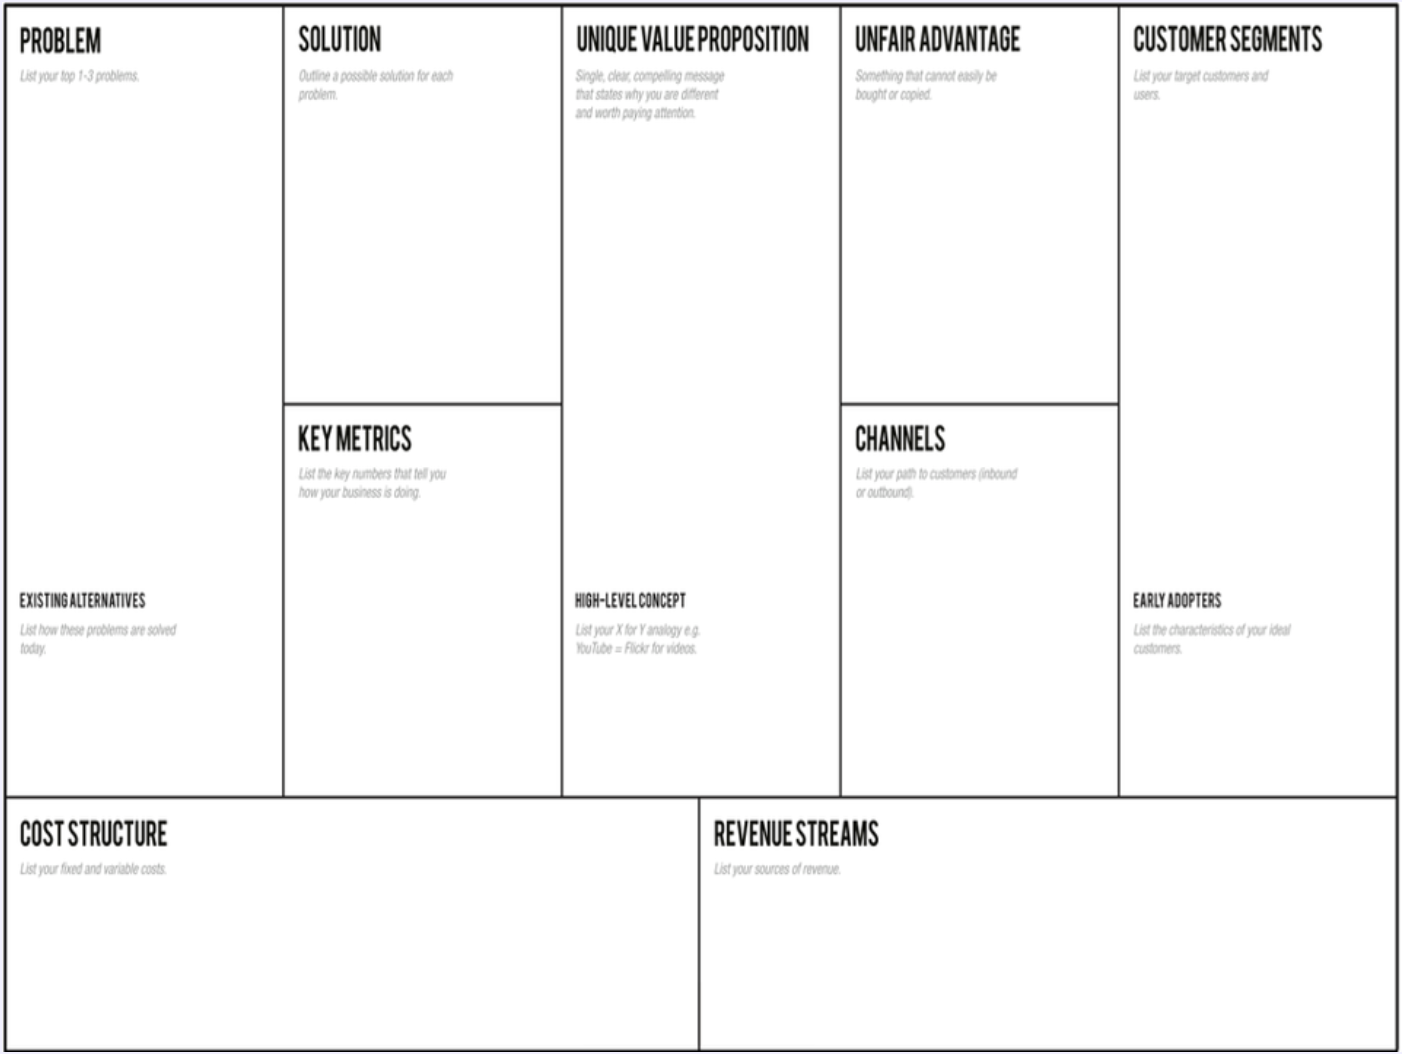 PROBLEM
List your top 1-3 problems.
EXISTING ALTERNATIVES
List how these problems are solved
today.
SOLUTION
Outline a possible solution for each
problem.
KEY METRICS
List the key numbers that tell you
how your business is doing.
UNIQUE VALUE PROPOSITION
Single, clear, compelling message
that states why you are different
and worth paying attention.
HIGH-LEVEL CONCEPT
List your X for Y analogy e.g.
YouTube = Flickr for videos.
UNFAIR ADVANTAGE
Something that cannot easily be
bought or copied.
CHANNELS
List your path to customers (inbound
or outbound).
CUSTOMER SEGMENTS
List your target customers and
users.
EARLY ADOPTERS
List the characteristics of your ideal
customers.
COST STRUCTURE
List your fixed and variable costs.
REVENUE STREAMS
List your sources of revenue.